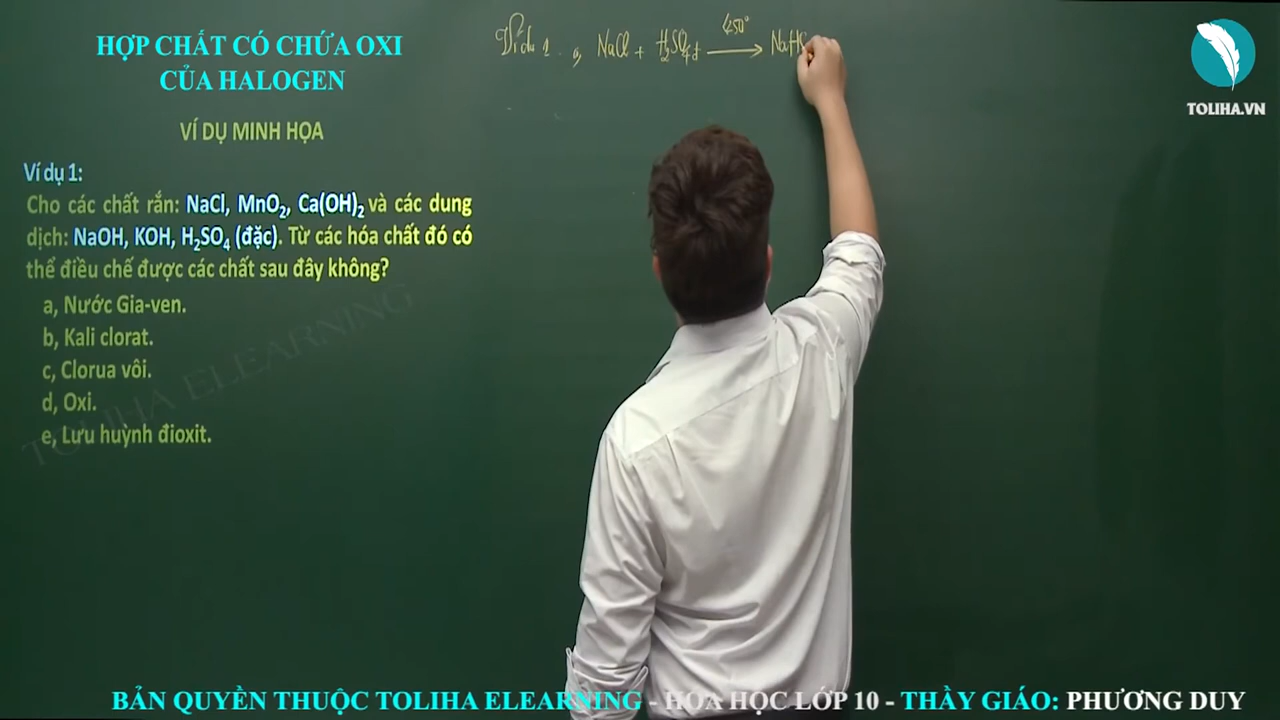 HỢP CHẤT CÓ CHỨA OXI
CỦA HALOGEN
VÍ DỤ MINH HỌA
Ví dụ 1:
Cho các chất rắn: NaCl, MnO₂, Ca(OH)₂ và các dung
dịch: NaOH, KOH, H₂SO₄ (đặc). Từ các hóa chất đó có
thể điều chế được các chất sau đây không?
a, Nước Gia-ven.
b, Kali clorat.
c, Clorua vôi.
d, Oxi.
e, Lưu huỳnh đioxit.
TOLIHA ELEARNING
Ví dụ 1. a, NaCl + H₂SO₄đ 250° → NaHS
TOLIHA.VN
BẢN QUYỀN THUỘC TOLIHA ELEARNING - HÓA HỌC LỚP 10 - THẦY GIÁO: PHƯƠNG DUY